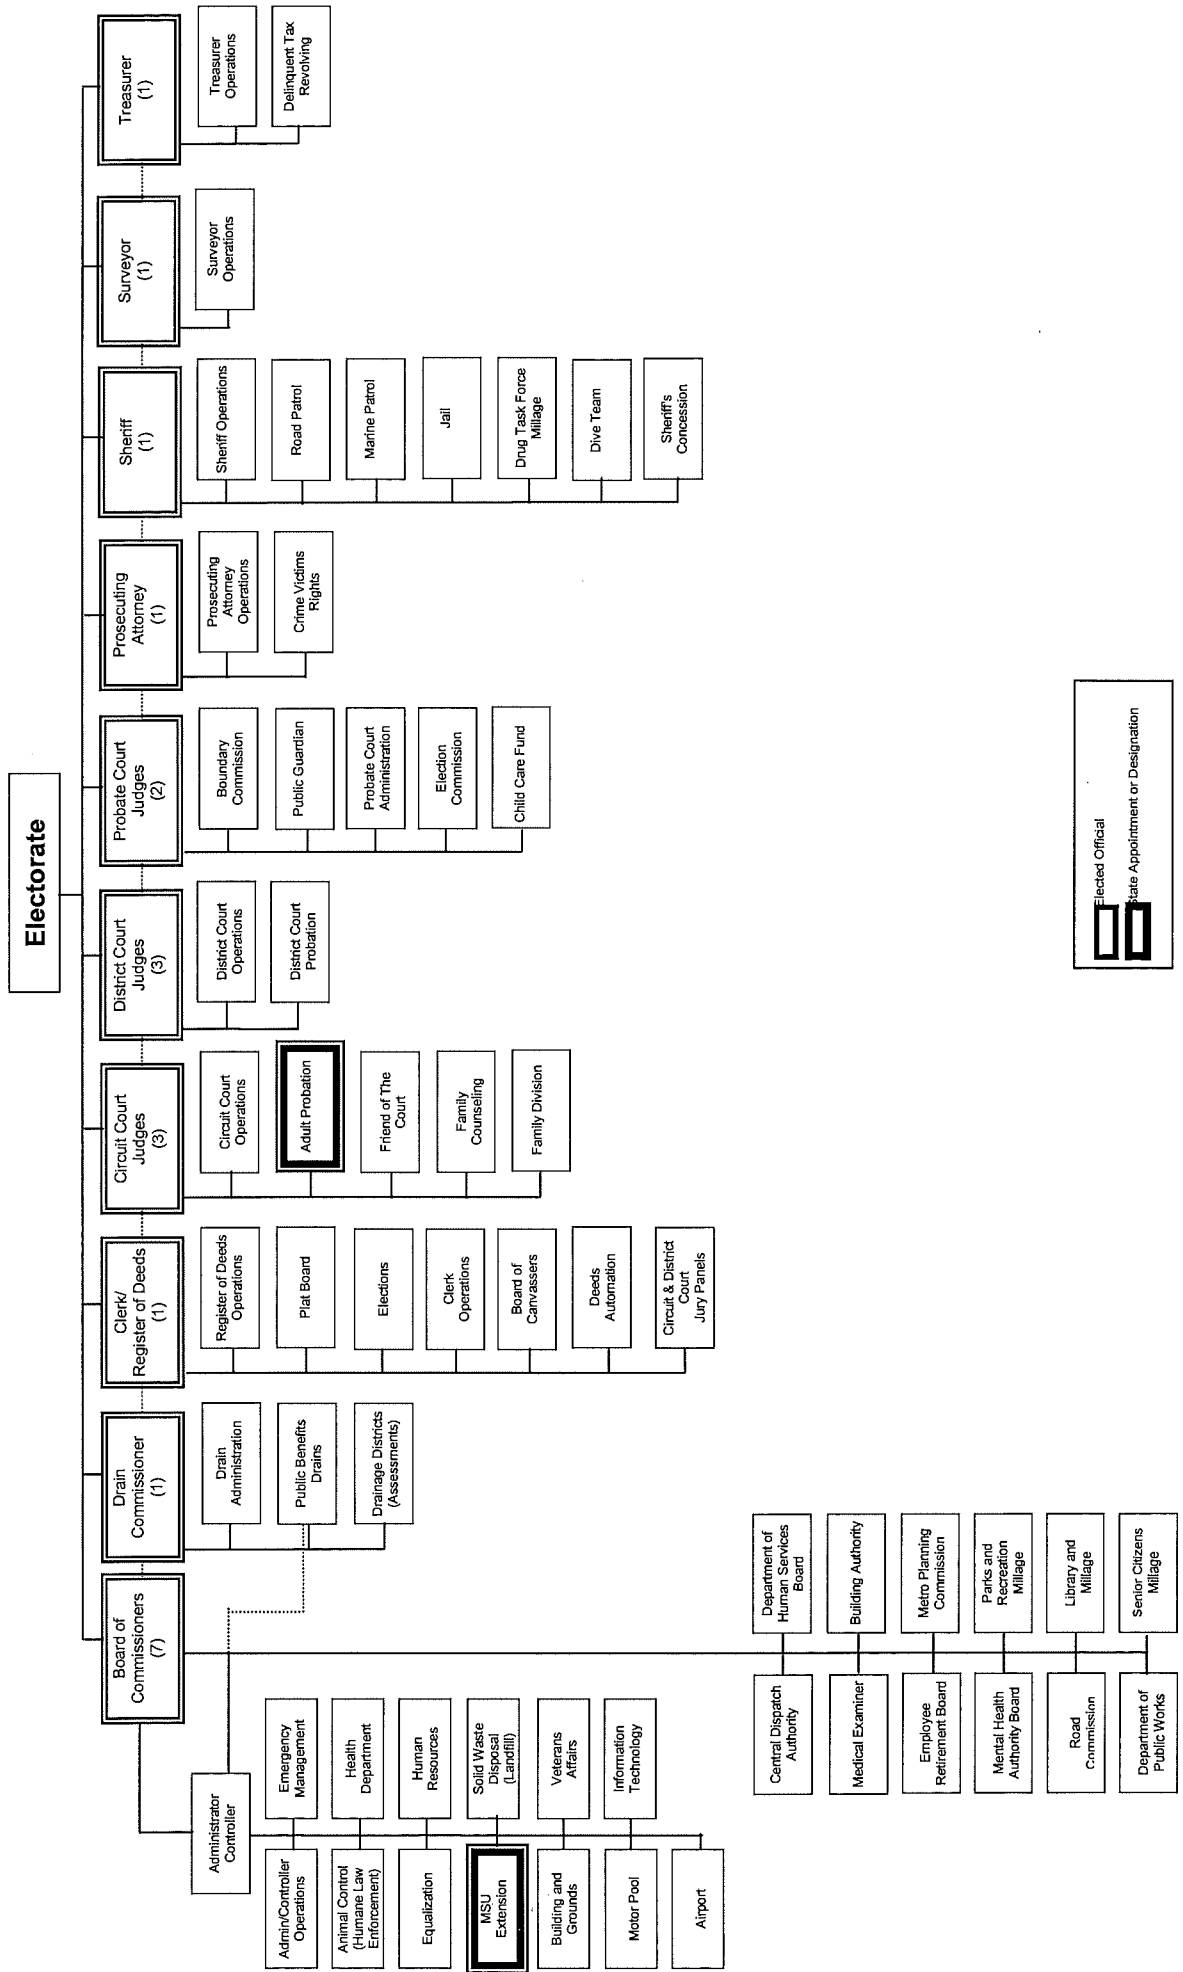 Electorate
Board of
Commissioners
(7)
Drain
Commissioner
(1)
Clerk/
Register of Deeds
(1)
Circuit Court
Judges
(3)
District Court
Judges
(3)
Probate Court
Judges
(2)
Prosecuting
Attorney
(1)
Sheriff
(1)
Surveyor
(1)
Treasurer
(1)
Administrator
Controller
Admin/Controller
Operations
Emergency
Management
Animal Control
(Humane Law
Enforcement)
Health
Department
Equalization
Human
Resources
MSU
Extension
Solid Waste
Disposal
(Landfill)
Building and
Grounds
Veterans
Affairs
Motor Pool
Information
Technology
Airport
Central Dispatch
Authority
Department of
Human Services
Board
Medical Examiner
Building Authority
Employee
Retirement Board
Metro Planning
Commission
Mental Health
Authority Board
Parks and
Recreation
Millage
Road
Commission
Library and
Millage
Department of
Public Works
Senior Citizens
Millage
Drain
Administration
Public Benefits
Drains
Drainage Districts
(Assessments)
Register of Deeds
Operations
Plat Board
Elections
Clerk
Operations
Board of
Canvassers
Deeds
Automation
Circuit & District
Court
Jury Panels
Circuit Court
Operations
Adult Probation
Friend of The
Court
Family
Counseling
Family Division
District Court
Operations
District Court
Probation
Boundary
Commission
Public Guardian
Probate Court
Administration
Election
Commission
Child Care Fund
Prosecuting
Attorney
Operations
Crime Victims
Rights
Sheriff Operations
Road Patrol
Marine Patrol
Jail
Drug Task Force
Millage
Dive Team
Sheriff's
Concession
Surveyor
Operations
Treasurer
Operations
Delinquent Tax
Revolving
Elected Official
State Appointment or Designation